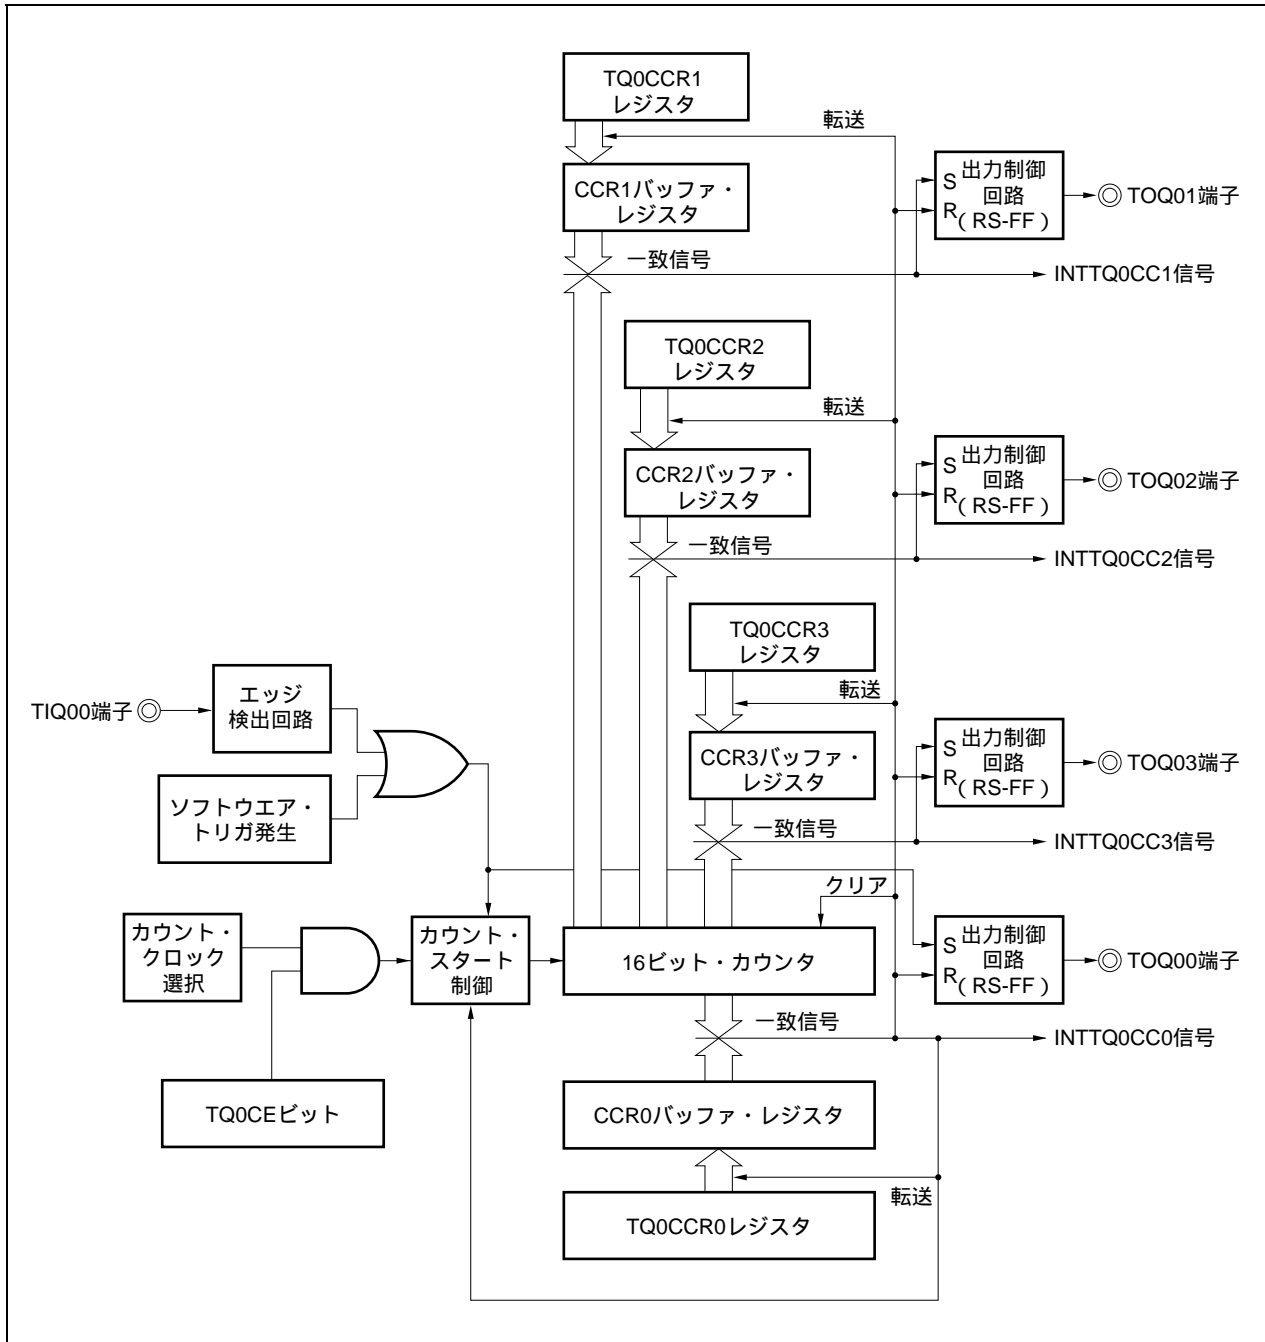 TQ0CCR1
レジスタ
転送
CCR1バッファ・
レジスタ
S 出力制御
回路
R ( RS-FF )
TOQ01端子
一致信号
INTTQ0CC1信号
TQ0CCR2
レジスタ
転送
CCR2バッファ・
レジスタ
S 出力制御
回路
R ( RS-FF )
TOQ02端子
一致信号
INTTQ0CC2信号
TQ0CCR3
レジスタ
転送
TIQ00端子
エッジ
検出回路
CCR3バッファ・
レジスタ
S 出力制御
回路
R ( RS-FF )
TOQ03端子
ソフトウエア・
トリガ発生
一致信号
INTTQ0CC3信号
クリア
カウント・
クロック
選択
カウント・
スタート
制御
16ビット・カウンタ
S 出力制御
回路
R ( RS-FF )
TOQ00端子
一致信号
INTTQ0CC0信号
TQ0CEビット
CCR0バッファ・レジスタ
転送
TQ0CCR0レジスタ